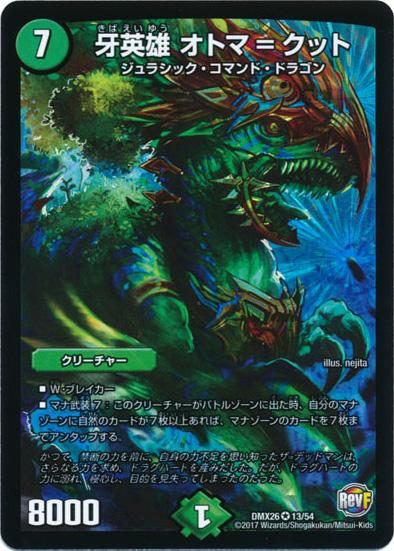 7
きばえいゆう
牙英雄 オトマ=クット
ジュラシック・コマンド・ドラゴン
クリーチャー
illus. nejita
■W・ブレイカー
■マナ武装 7：このクリーチャーがバトルゾーンに出た時、自分のマナ
ゾーンに自然のカードが7枚以上あれば、マナゾーンのカードを7枚ま
でアンタップする。
かつて、禁断の力を前に、自身の力不足を思い知ったザ・デッドマンは、
さらなる力を求め、ドラグハートを産みだした。だが、ドラグハートの
力に溺れ、慢心し、目的を見失ってしまったのだった。
8000
1
DMX26 13/54
©2017 Wizards/Shogakukan/Mitsui-Kids
RevF